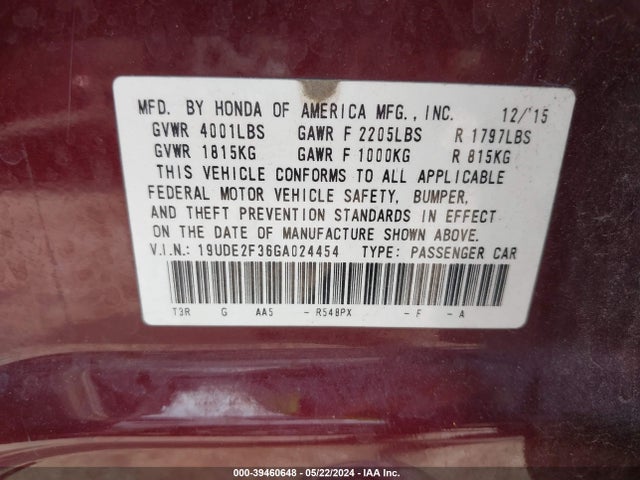 MFD. BY HONDA OF AMERICA MFG., INC. 12/'15
GVWR 4001LBS GAWR F 2205LBS R 1797LBS
GVWR 1815KG GAWR F 1000KG R 815KG
THIS VEHICLE CONFORMS TO ALL APPLICABLE
FEDERAL MOTOR VEHICLE SAFETY, BUMPER,
AND THEFT PREVENTION STANDARDS IN EFFECT
ON THE DATE OF MANUFACTURE SHOWN ABOVE.
V.I.N.: 19UDE2F36GA024454 TYPE: PASSENGER CAR
T3R G AA5 - R548PX - F - A
000-39460648 - 05/22/2024 - IAA Inc.